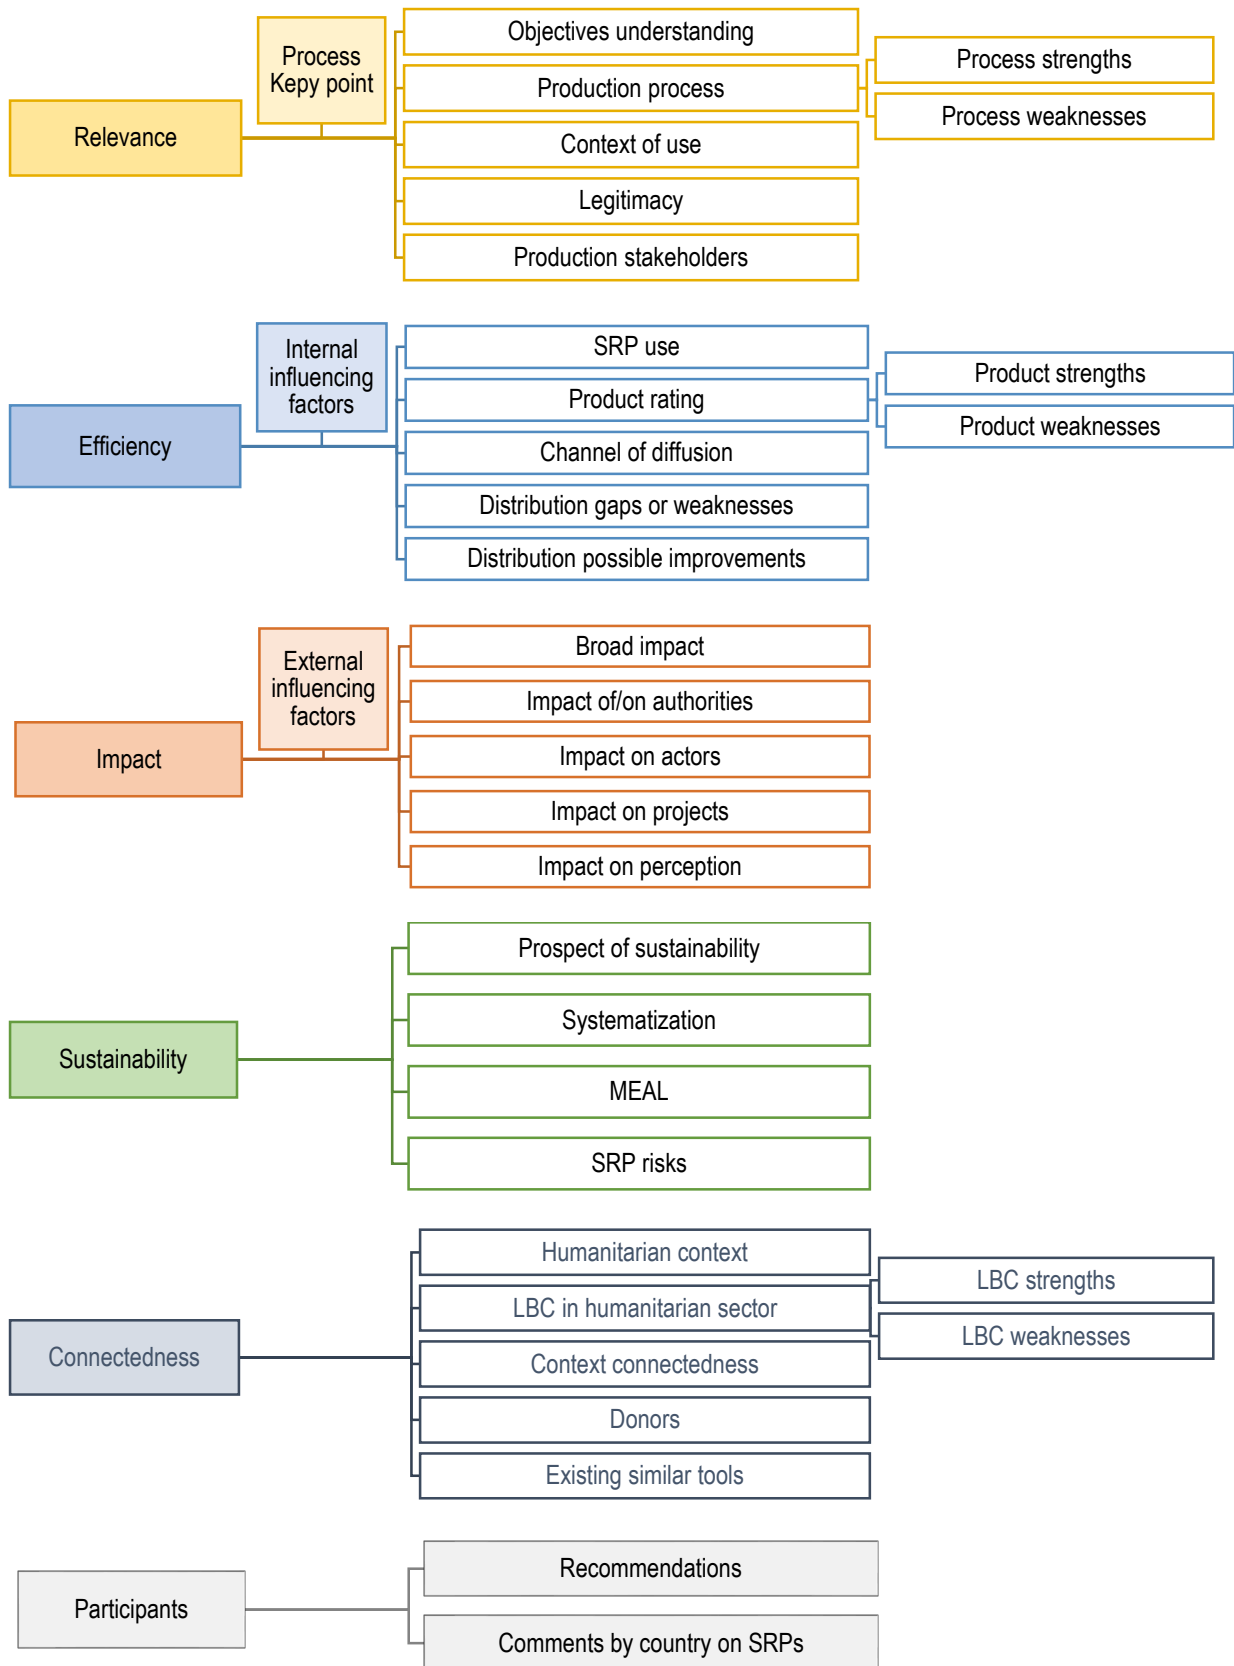 Relevance
Process
Kepy point
Objectives understanding
Production process
Process strengths
Process weaknesses
Context of use
Legitimacy
Production stakeholders
Efficiency
Internal
influencing
factors
SRP use
Product rating
Product strengths
Product weaknesses
Channel of diffusion
Distribution gaps or weaknesses
Distribution possible improvements
Impact
External
influencing
factors
Broad impact
Impact of/on authorities
Impact on actors
Impact on projects
Impact on perception
Sustainability
Prospect of sustainability
Systematization
MEAL
SRP risks
Connectedness
Humanitarian context
LBC in humanitarian sector
LBC strengths
LBC weaknesses
Context connectedness
Donors
Existing similar tools
Participants
Recommendations
Comments by country on SRPs